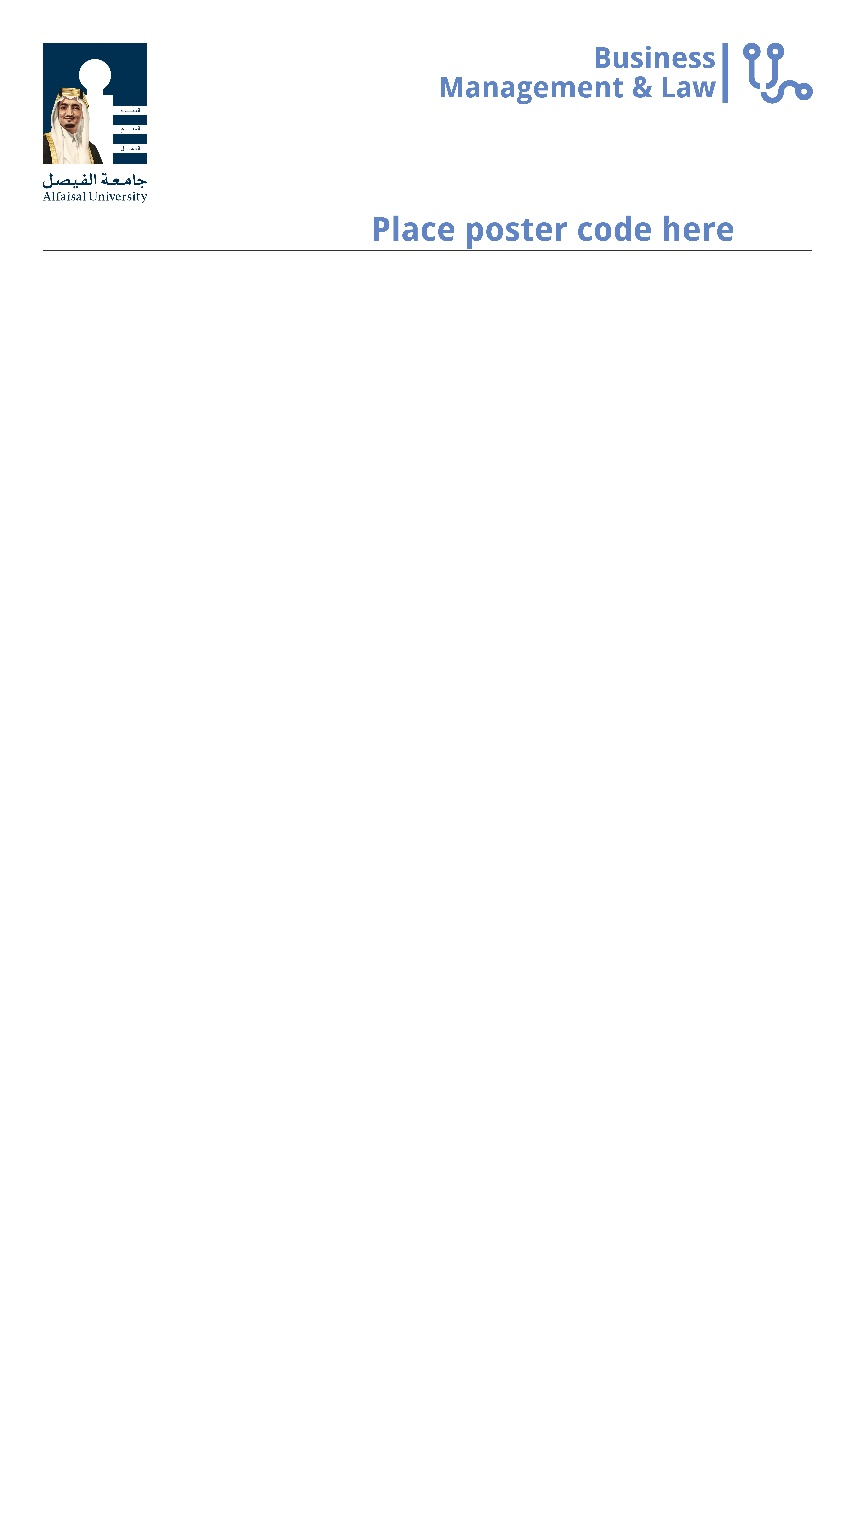 Business
Management & Law
جامعة الفيصل
Alfaisal University
Place poster code here